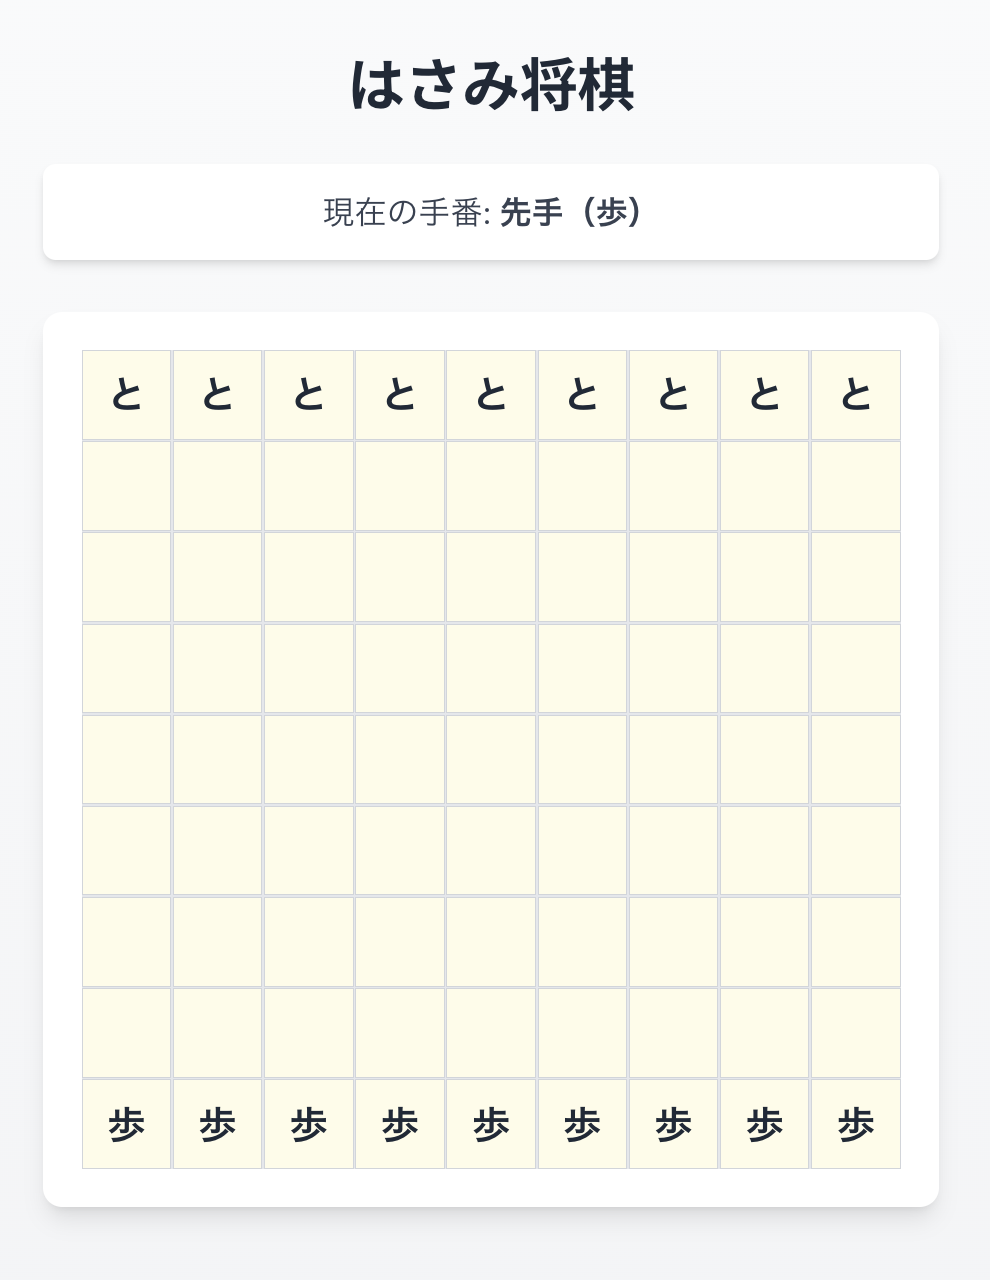 はさみ将棋
現在の手番: 先手（歩）
と と と と と と と と と
歩 歩 歩 歩 歩 歩 歩 歩 歩